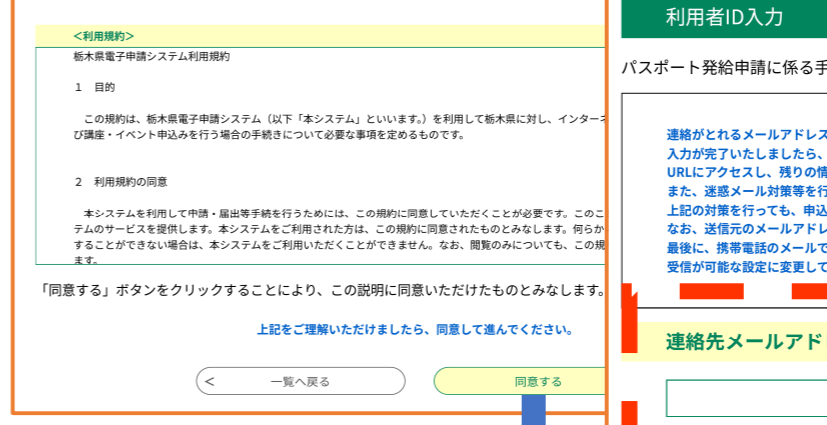 <利用規約>
栃木県電子申請システム利用規約
１　目的
この規約は、栃木県電子申請システム（以下「本システム」といいます。）を利用して栃木県に対し、インターネ
び講座・イベント申込みを行う場合の手続きについて必要な事項を定めるものです。
２　利用規約の同意
本システムを利用して申請・届出等手続を行うためには、この規約に同意していただくことが必要です。このこ
テムのサービスを提供します。本システムをご利用された方は、この規約に同意されたものとみなします。何らか
することができない場合は、本システムをご利用いただくことができません。なお、閲覧のみについても、この規
ます。
「同意する」ボタンをクリックすることにより、この説明に同意いただけたものとみなします。
上記をご理解いただけましたら、同意して進んでください。
< 一覧へ戻る
同意する
利用者ID入力
パスポート発給申請に係る手
連絡がとれるメールアドレス
入力が完了いたしましたら、
URLにアクセスし、残りの情
また、迷惑メール対策等を行
上記の対策を行っても、申込
なお、送信元のメールアドレ
最後に、携帯電話のメールで
受信が可能な設定に変更して
連絡先メールアド